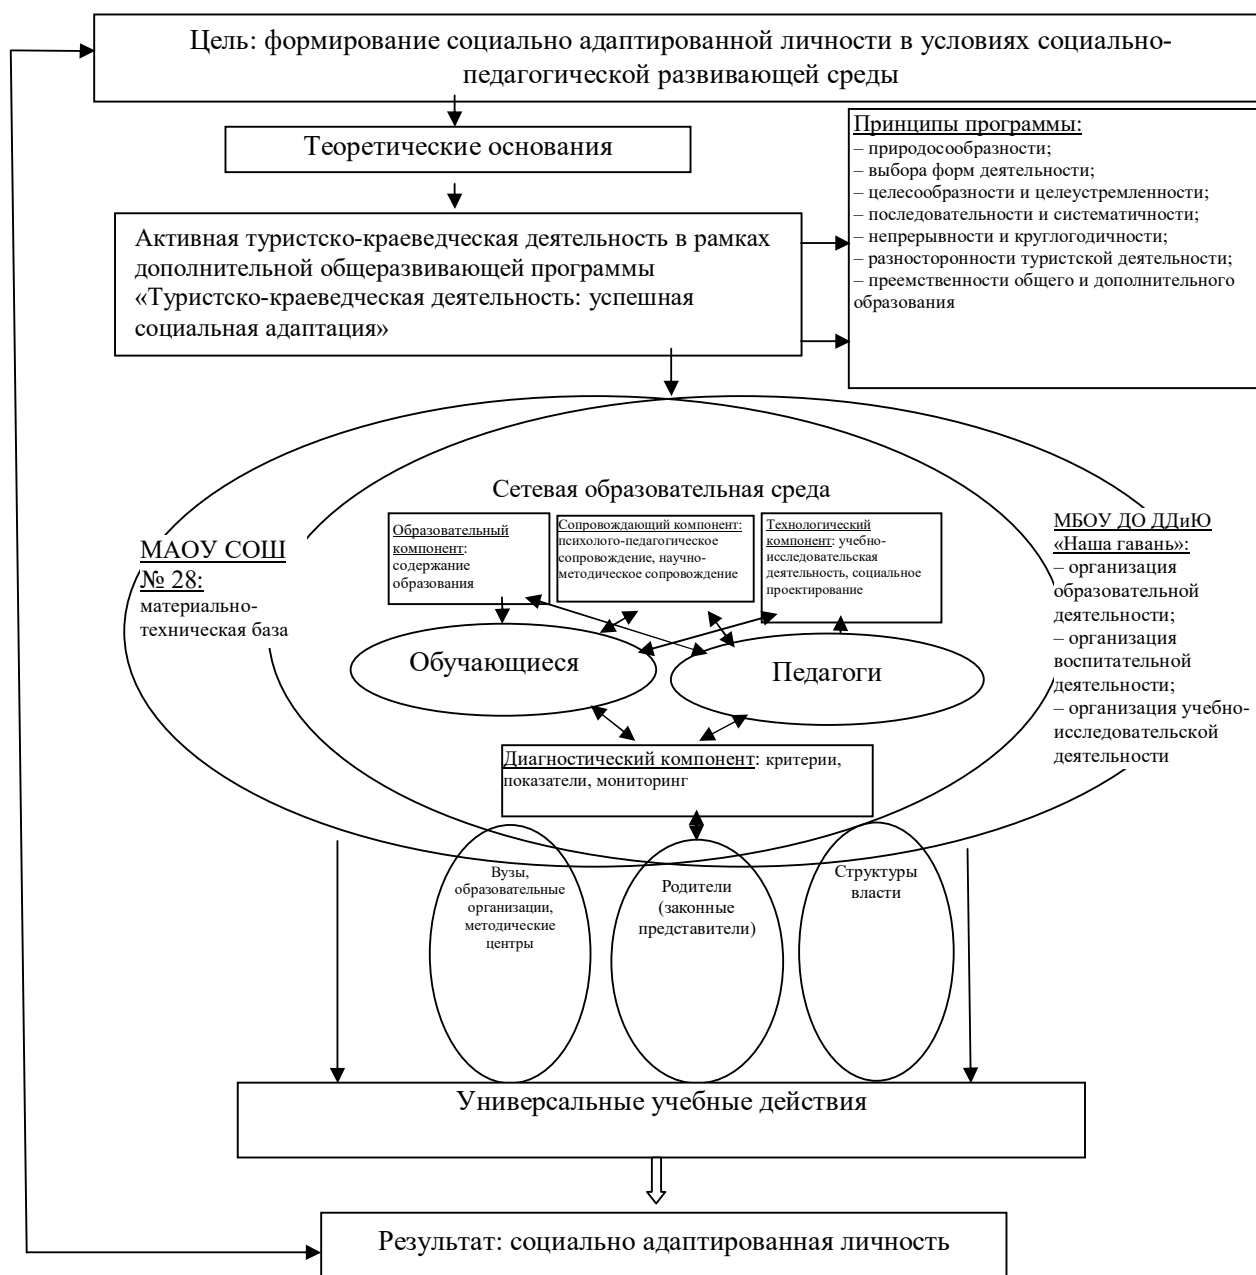 Цель: формирование социально адаптированной личности в условиях социально-
педагогической развивающей среды
Теоретические основания
Принципы программы:
– природосообразности;
– выбора форм деятельности;
– целесообразности и целеустремленности;
– последовательности и систематичности;
– непрерывности и круглогодичности;
– разносторонности туристской деятельности;
– преемственности общего и дополнительного
образования
Активная туристско-краеведческая деятельность в рамках
дополнительной общеразвивающей программы
«Туристско-краеведческая деятельность: успешная
социальная адаптация»
Сетевая образовательная среда
МАОУ СОШ
№ 28:
материально-
техническая база
Образовательный
компонент:
содержание
образования
Сопровождающий компонент:
психолого-педагогическое
сопровождение, научно-
методическое сопровождение
Технологический
компонент: учебно-
исследовательская
деятельность, социальное
проектирование
МБОУ ДО ДДиЮ
«Наша гавань»:
– организация
образовательной
деятельности;
– организация
воспитательной
деятельности;
– организация учебно-
исследовательской
деятельности
Обучающиеся
Педагоги
Диагностический компонент: критерии,
показатели, мониторинг
Вузы,
образовательные
организации,
методические
центры
Родители
(законные
представители)
Структуры
власти
Универсальные учебные действия
Результат: социально адаптированная личность